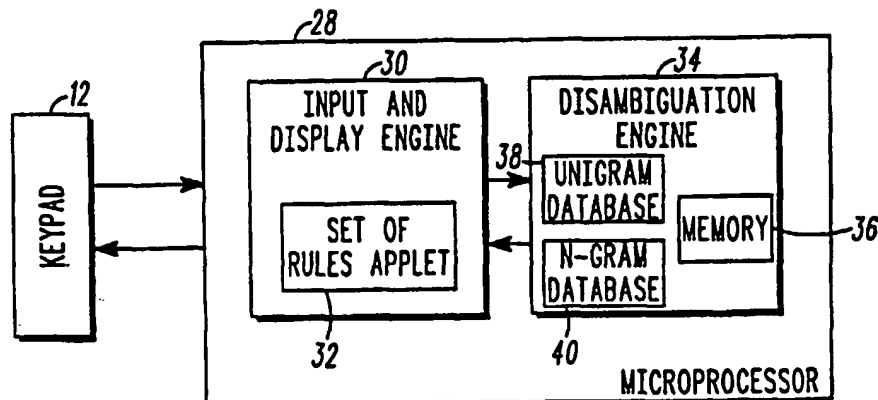 28
30
34
12
INPUT AND
DISPLAY ENGINE
DISAMBIGUATION
ENGINE
38
UNIGRAM
DATABASE
KEYPAD
SET OF
RULES APPLET
MEMORY
36
N-GRAM
DATABASE
32
40
MICROPROCESSOR